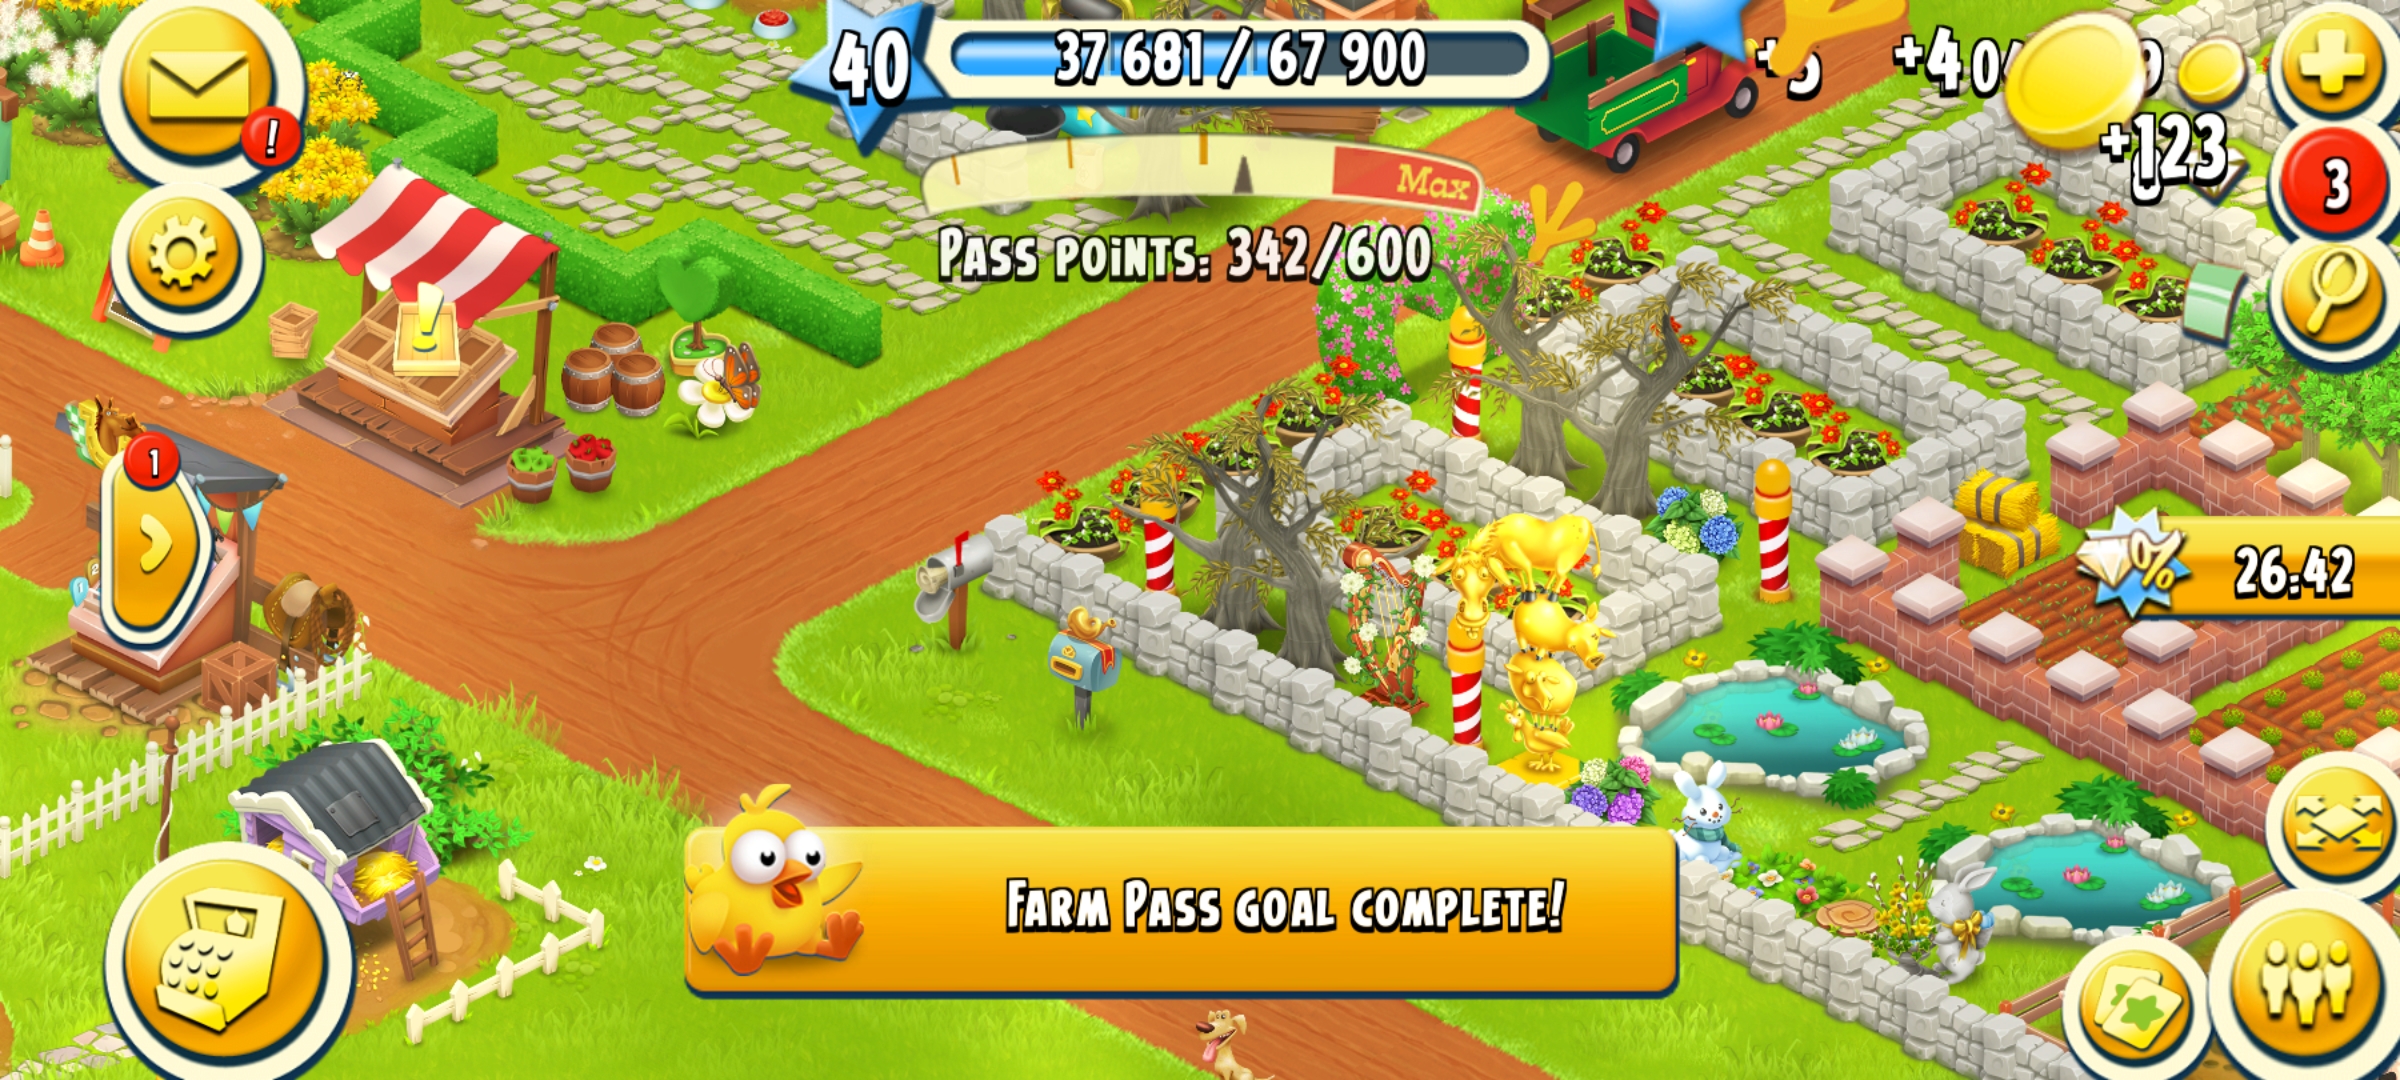 40
37 681 / 67 900
+123
Max
Pass points: 342/600
3
!
!
1
%
26:42
Farm Pass goal complete!